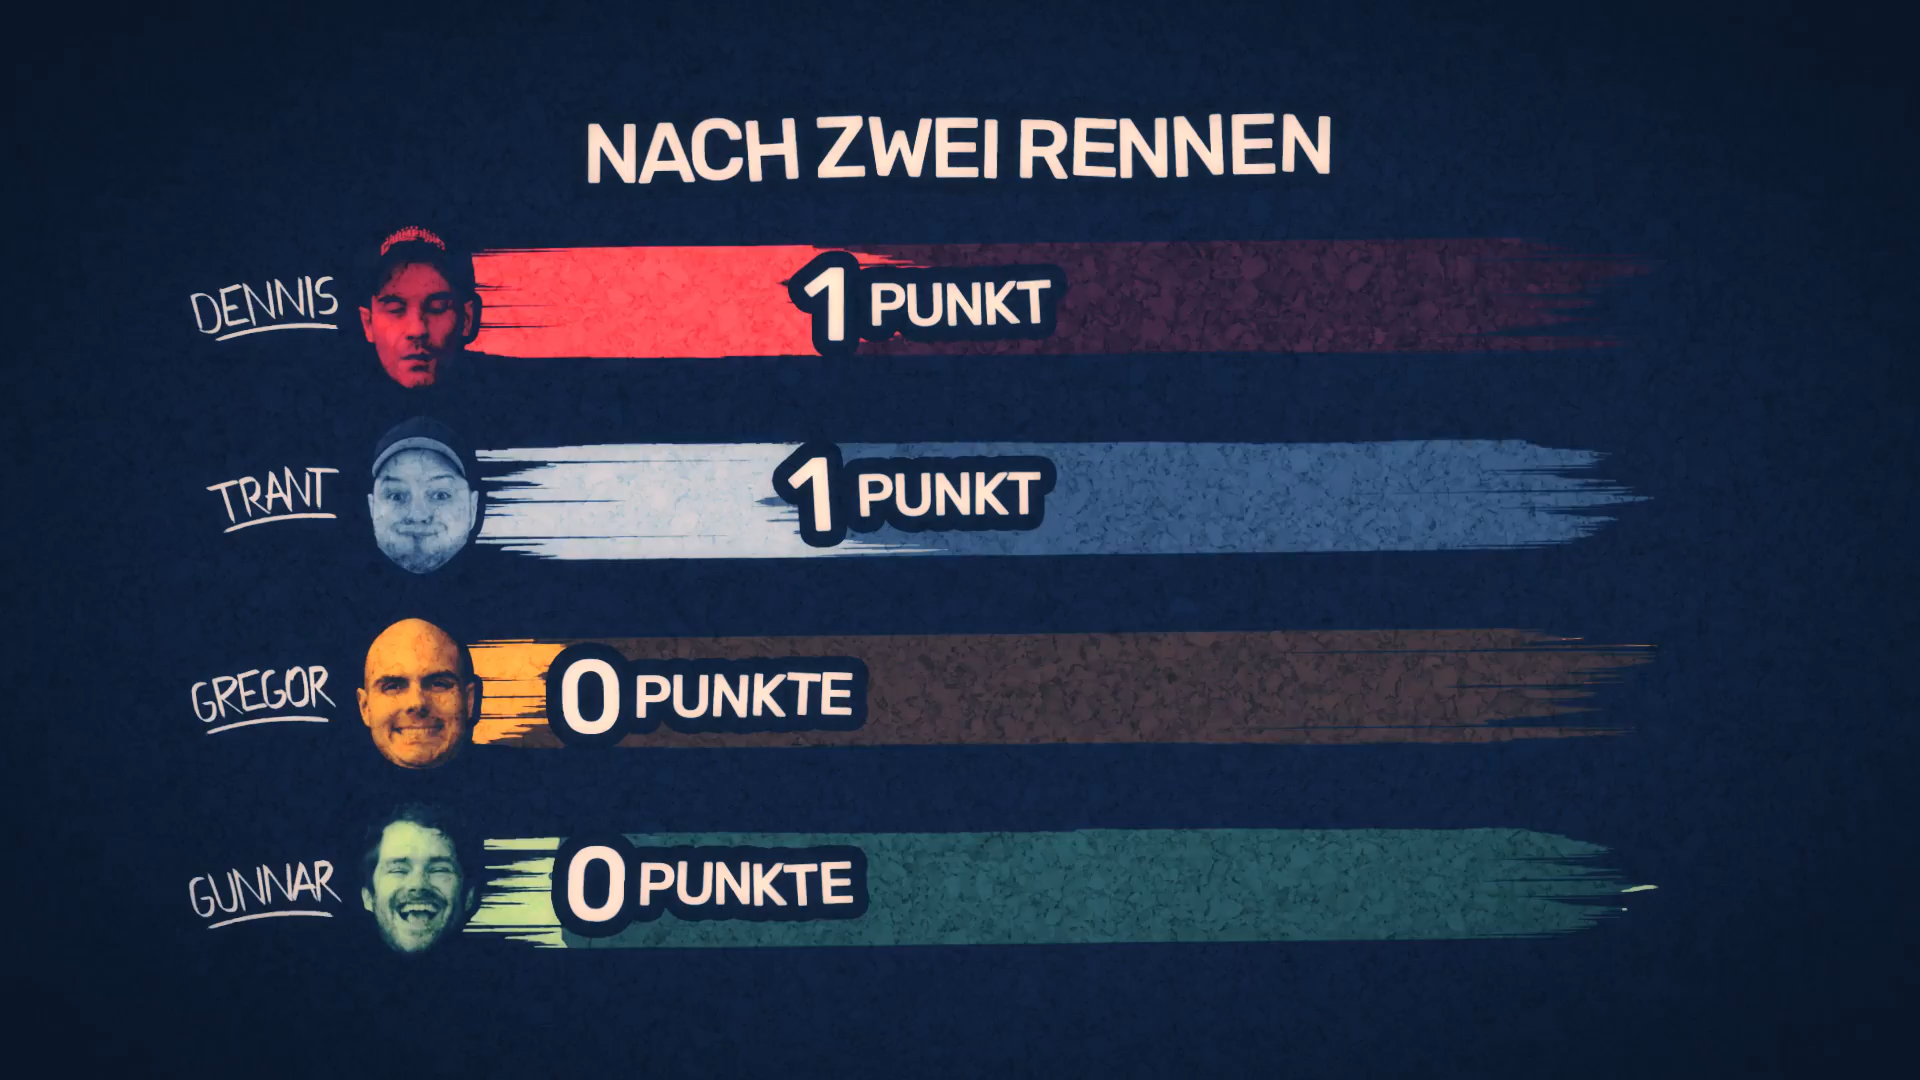 NACH ZWEI RENNEN
DENNIS
1 PUNKT
TRANT
1 PUNKT
GREGOR
0 PUNKTE
GUNNAR
0 PUNKTE